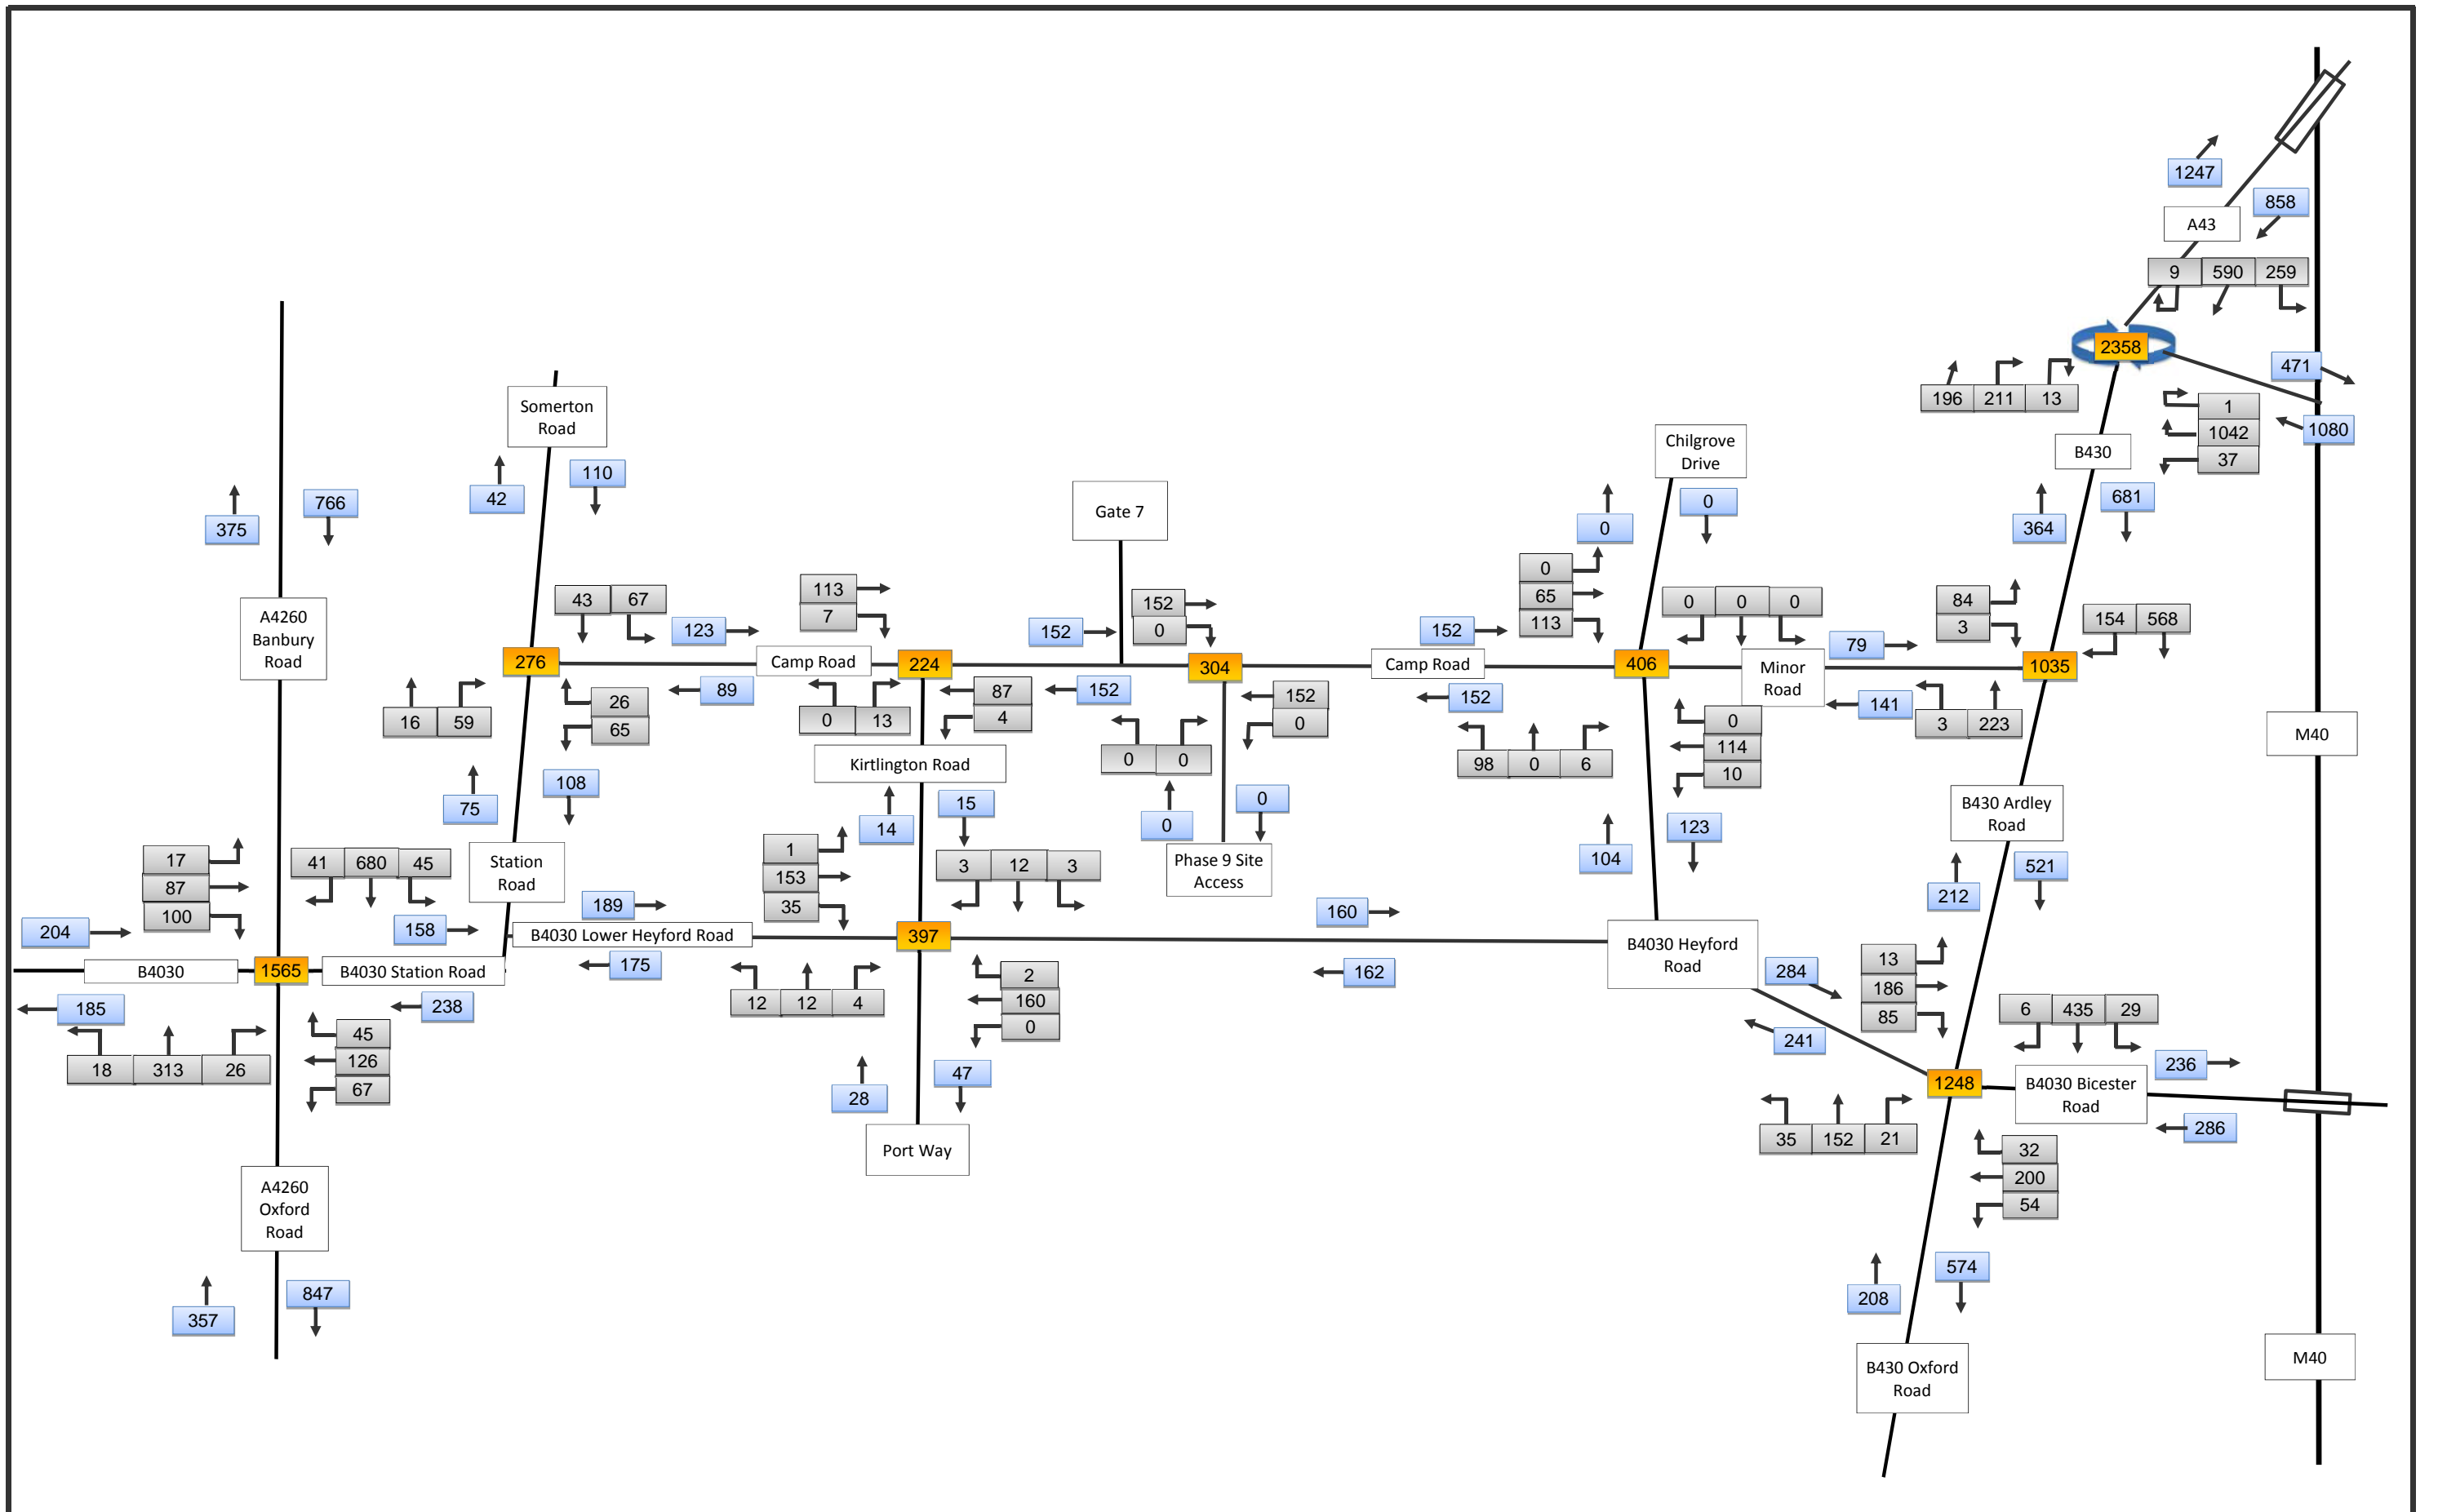 1247
858
A43
9 590 259
2358
471
196 211 13
1
1042
37
1080
B430
364
681
Somerton
Road
42
110
375
766
Gate 7
Chilgrove
Drive
0
0
A4260
Banbury
Road
43 67
123
113
7
152
152
0
152
0
65
113
0 0 0
79
84
3
154 568
276
Camp Road
224
304
Camp Road
406
Minor
Road
1035
16 59
26
65
89
0 13
87
4
152
0 0
152
0
152
98 0 6
0
114
10
141
3 223
M40
Kirtlington Road
75
108
14
15
0
0
104
123
B430 Ardley
Road
212
521
17
87
100
41 680 45
Station
Road
1
153
35
3 12 3
Phase 9 Site
Access
204
158
189
B4030 Lower Heyford Road
397
160
B4030 Heyford
Road
284
13
186
85
B4030
1565
B4030 Station Road
175
162
185
238
12 12 4
2
160
0
241
6 435 29
236
18 313 26
45
126
67
28
47
1248
B4030 Bicester
Road
286
35 152 21
32
200
54
Port Way
A4260
Oxford
Road
357
847
208
574
B430 Oxford
Road
M40